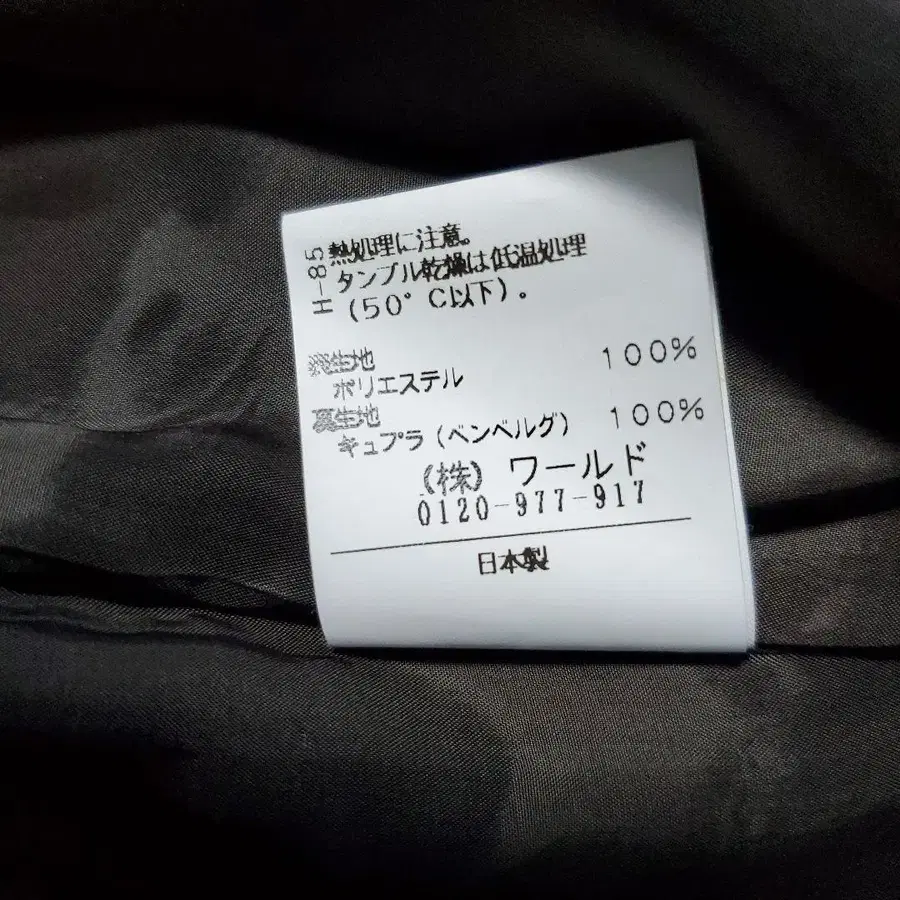 H-85
熱処理に注意。
タンブル乾燥は低温処理
(50°C以下)。
表生地
ポリエステル 100%
裏生地
キュプラ(ベンベルグ) 100%
(株) ワールド
0120-977-917
日本製